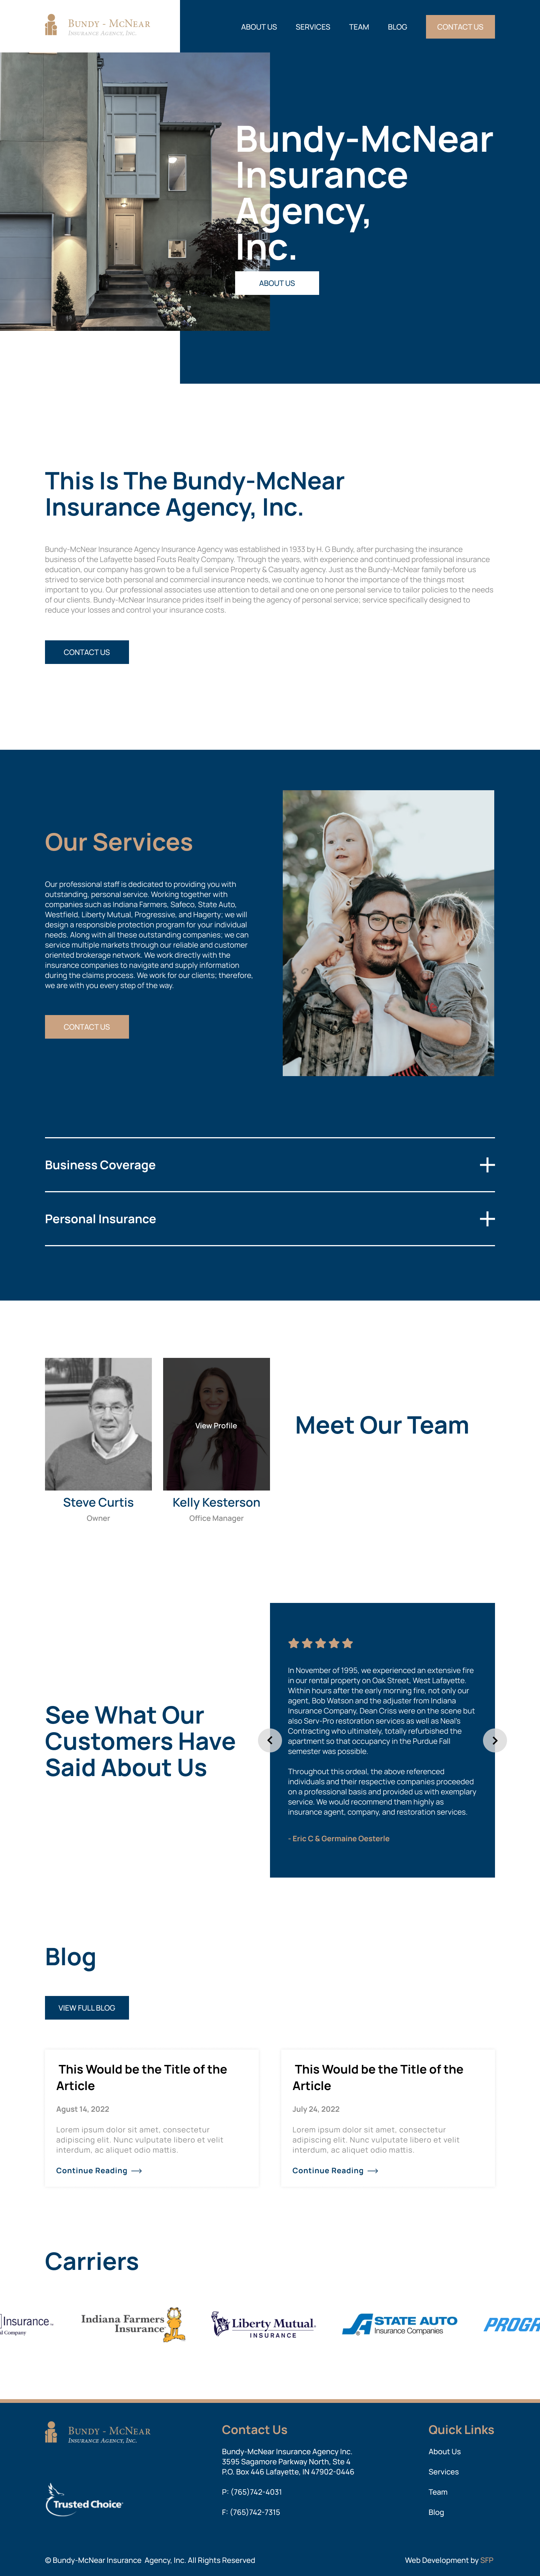 BUNDY - MCNEAR
INSURANCE AGENCY, INC.
ABOUT US SERVICES TEAM BLOG CONTACT US
Bundy-McNear
Insurance
Agency,
Inc.
ABOUT US
This Is The Bundy-McNear
Insurance Agency, Inc.
Bundy-McNear Insurance Agency Insurance Agency was established in 1933 by H. G Bundy, after purchasing the insurance
business of the Lafayette based Fouts Realty Company. Through the years, with experience and continued professional insurance
education, our company has grown to be a full service Property & Casualty agency. Just as the Bundy-McNear family before us
strived to service both personal and commercial insurance needs, we continue to honor the importance of the things most
important to you. Our professional associates use attention to detail and one on one personal service to tailor policies to the needs
of our clients. Bundy-McNear Insurance prides itself in being the agency of personal service; service specifically designed to
reduce your losses and control your insurance costs.
CONTACT US
Our Services
Our professional staff is dedicated to providing you with
outstanding, personal service. Working together with
companies such as Indiana Farmers, Safeco, State Auto,
Westfield, Liberty Mutual, Progressive, and Hagerty; we will
design a responsible protection program for your individual
needs. Along with all these outstanding companies; we can
service multiple markets through our reliable and customer
oriented brokerage network. We work directly with the
insurance companies to navigate and supply information
during the claims process. We work for our clients; therefore,
we are with you every step of the way.
CONTACT US
Business Coverage
Personal Insurance
View Profile
Steve Curtis
Owner
Kelly Kesterson
Office Manager
Meet Our Team
See What Our
Customers Have
Said About Us
In November of 1995, we experienced an extensive fire
in our rental property on Oak Street, West Lafayette.
Within hours after the early morning fire, not only our
agent, Bob Watson and the adjuster from Indiana
Insurance Company, Dean Criss were on the scene but
also Serv-Pro restoration services as well as Neal's
Contracting who ultimately, totally refurbished the
apartment so that occupancy in the Purdue Fall
semester was possible.
Throughout this ordeal, the above referenced
individuals and their respective companies proceeded
on a professional basis and provided us with exemplary
service. We would recommend them highly as
insurance agent, company, and restoration services.
- Eric C & Germaine Oesterle
Blog
VIEW FULL BLOG
This Would be the Title of the
Article
Agust 14, 2022
Lorem ipsum dolor sit amet, consectetur
adipiscing elit. Nunc vulputate libero et velit
interdum, ac aliquet odio mattis.
Continue Reading
This Would be the Title of the
Article
July 24, 2022
Lorem ipsum dolor sit amet, consectetur
adipiscing elit. Nunc vulputate libero et velit
interdum, ac aliquet odio mattis.
Continue Reading
Carriers
Insurance
al Company
Indiana Farmers
Insurance
Liberty Mutual
INSURANCE
STATE AUTO
Insurance Companies
PROGR
BUNDY - MCNEAR
INSURANCE AGENCY, INC.
Trusted Choice
Contact Us
Bundy-McNear Insurance Agency Inc.
3595 Sagamore Parkway North, Ste 4
P.O. Box 446 Lafayette, IN 47902-0446
P: (765)742-4031
F: (765)742-7315
Quick Links
About Us
Services
Team
Blog
© Bundy-McNear Insurance Agency, Inc. All Rights Reserved
Web Development by SFP